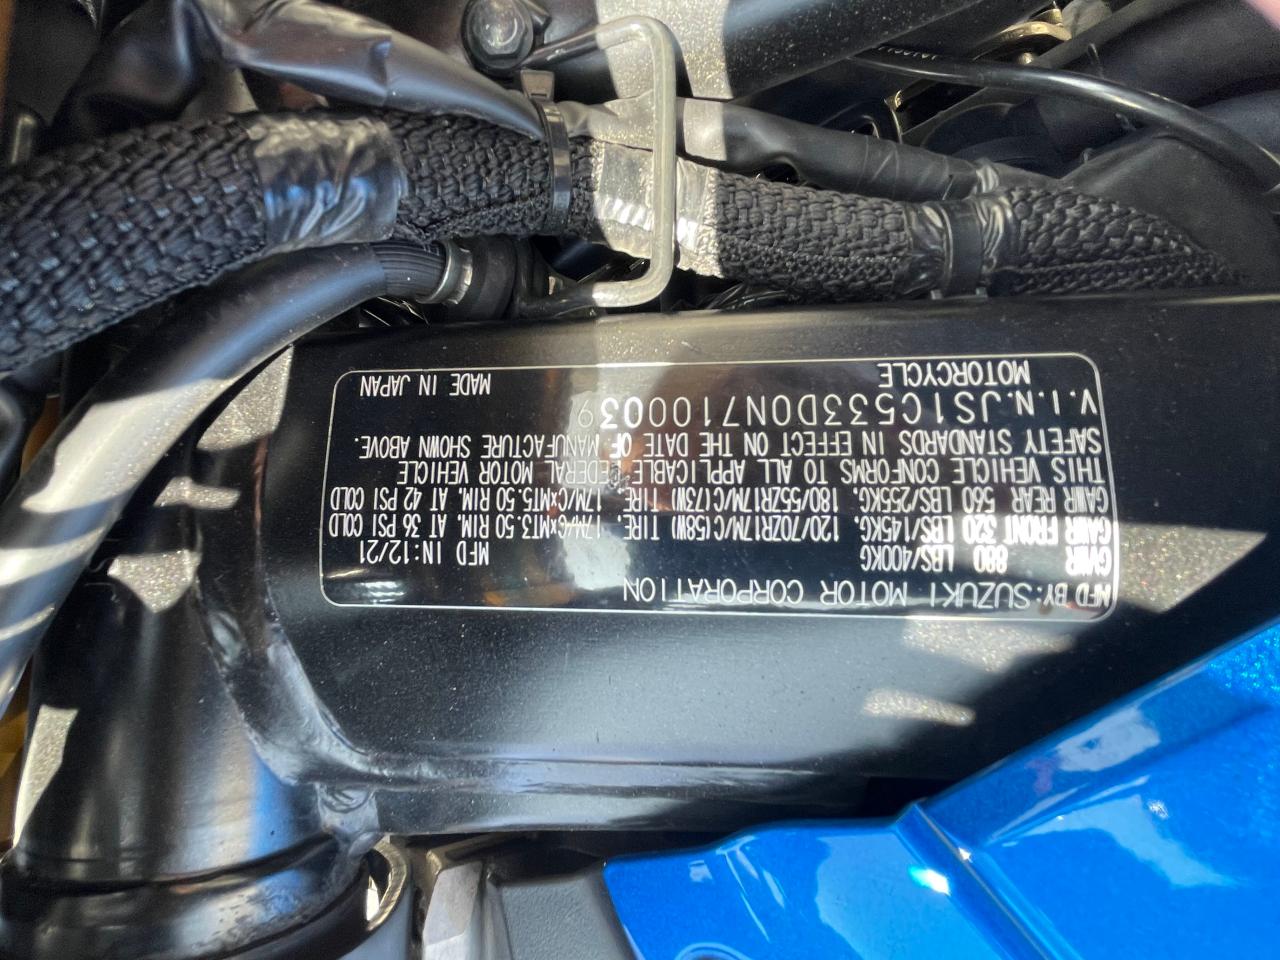 MFD BY:SUZUKI MOTOR CORPORATION
GVWR 880 LBS/400KG MFD IN:12/21
GAWR FRONT 320 LBS/145KG. 120/70ZR17M/C(58W) TIRE. 17M/CxMT3.50 RIM. AT 36 PSI COLD
GAWR REAR 560 LBS/255KG. 180/55ZR17M/C(73W) TIRE. 17M/CxMT5.50 RIM. AT 42 PSI COLD
THIS VEHICLE CONFORMS TO ALL APPLICABLE FEDERAL MOTOR VEHICLE
SAFETY STANDARDS IN EFFECT ON THE DATE OF MANUFACTURE SHOWN ABOVE.
V.I.N.JS1C533D0N7100039
MOTORCYCLE MADE IN JAPAN